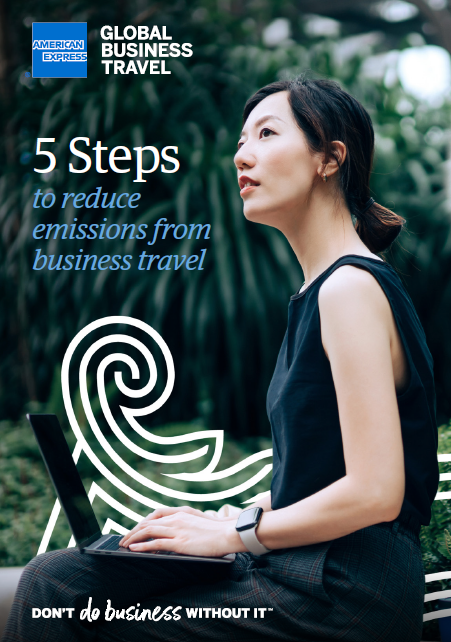 AMERICAN
EXPRESS
GLOBAL
BUSINESS
TRAVEL
5 Steps
to reduce
emissions from
business travel
DON'T do business WITHOUT IT™